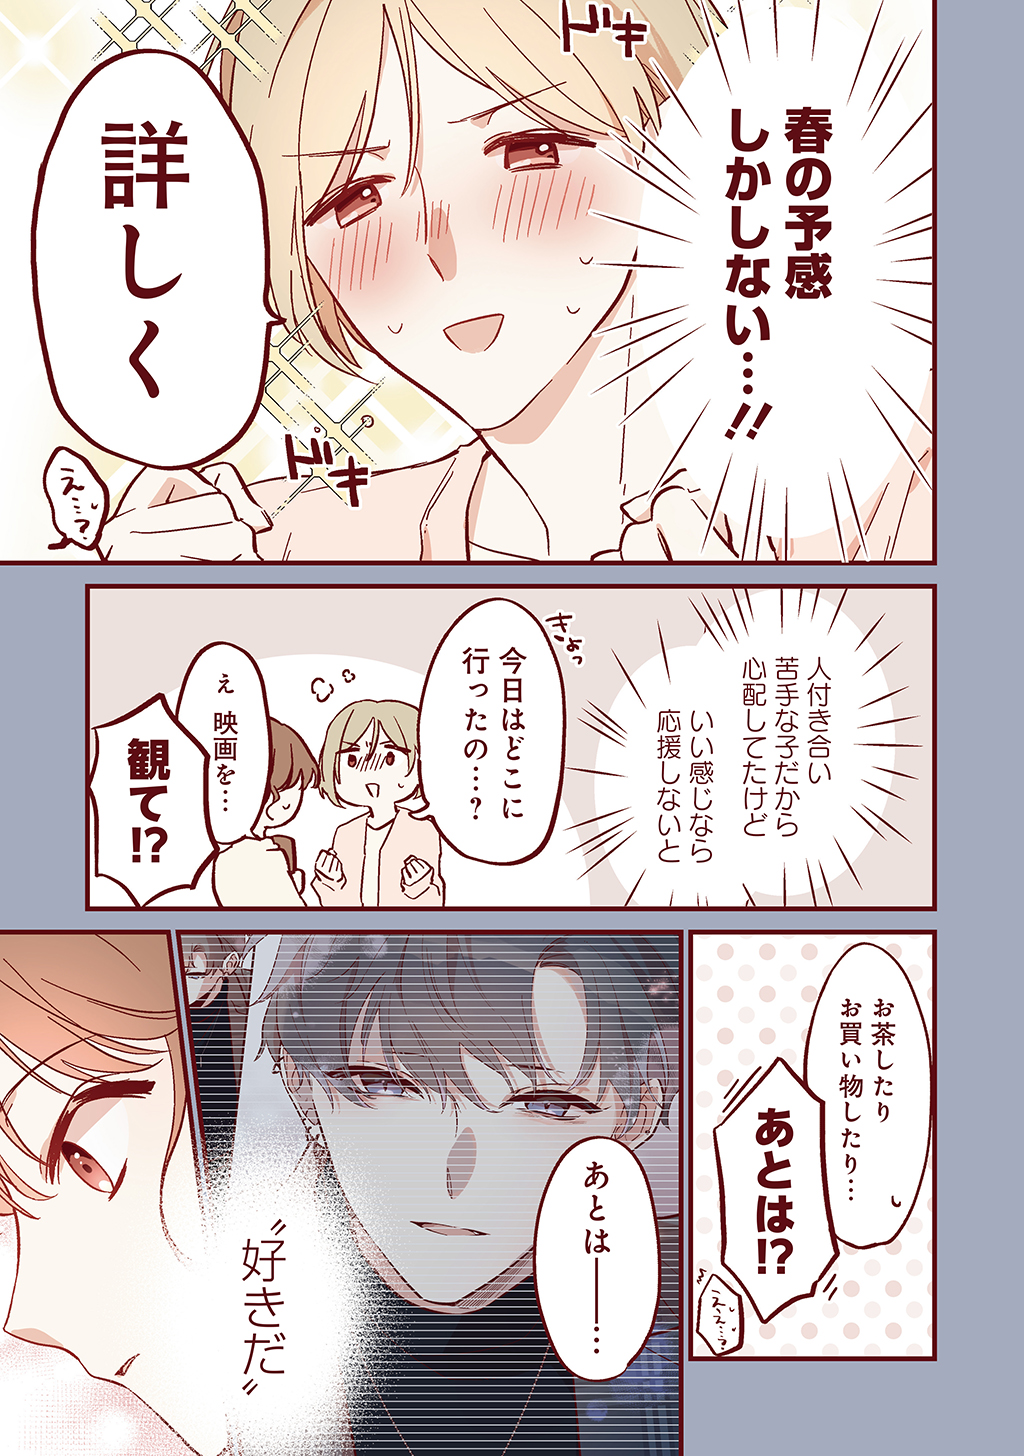 ドキ
春の予感
しかしない…!!
詳しく
ドキ
え…?
人付き合い
苦手な子だから
心配してたけど
いい感じなら
応援しないと
きょっ
今日はどこに
行ったの…?
え 映画を…
観て!?
お茶したり
お買い物したり…
あとは!?
ええ…?
あとは――…
〝好きだ〟